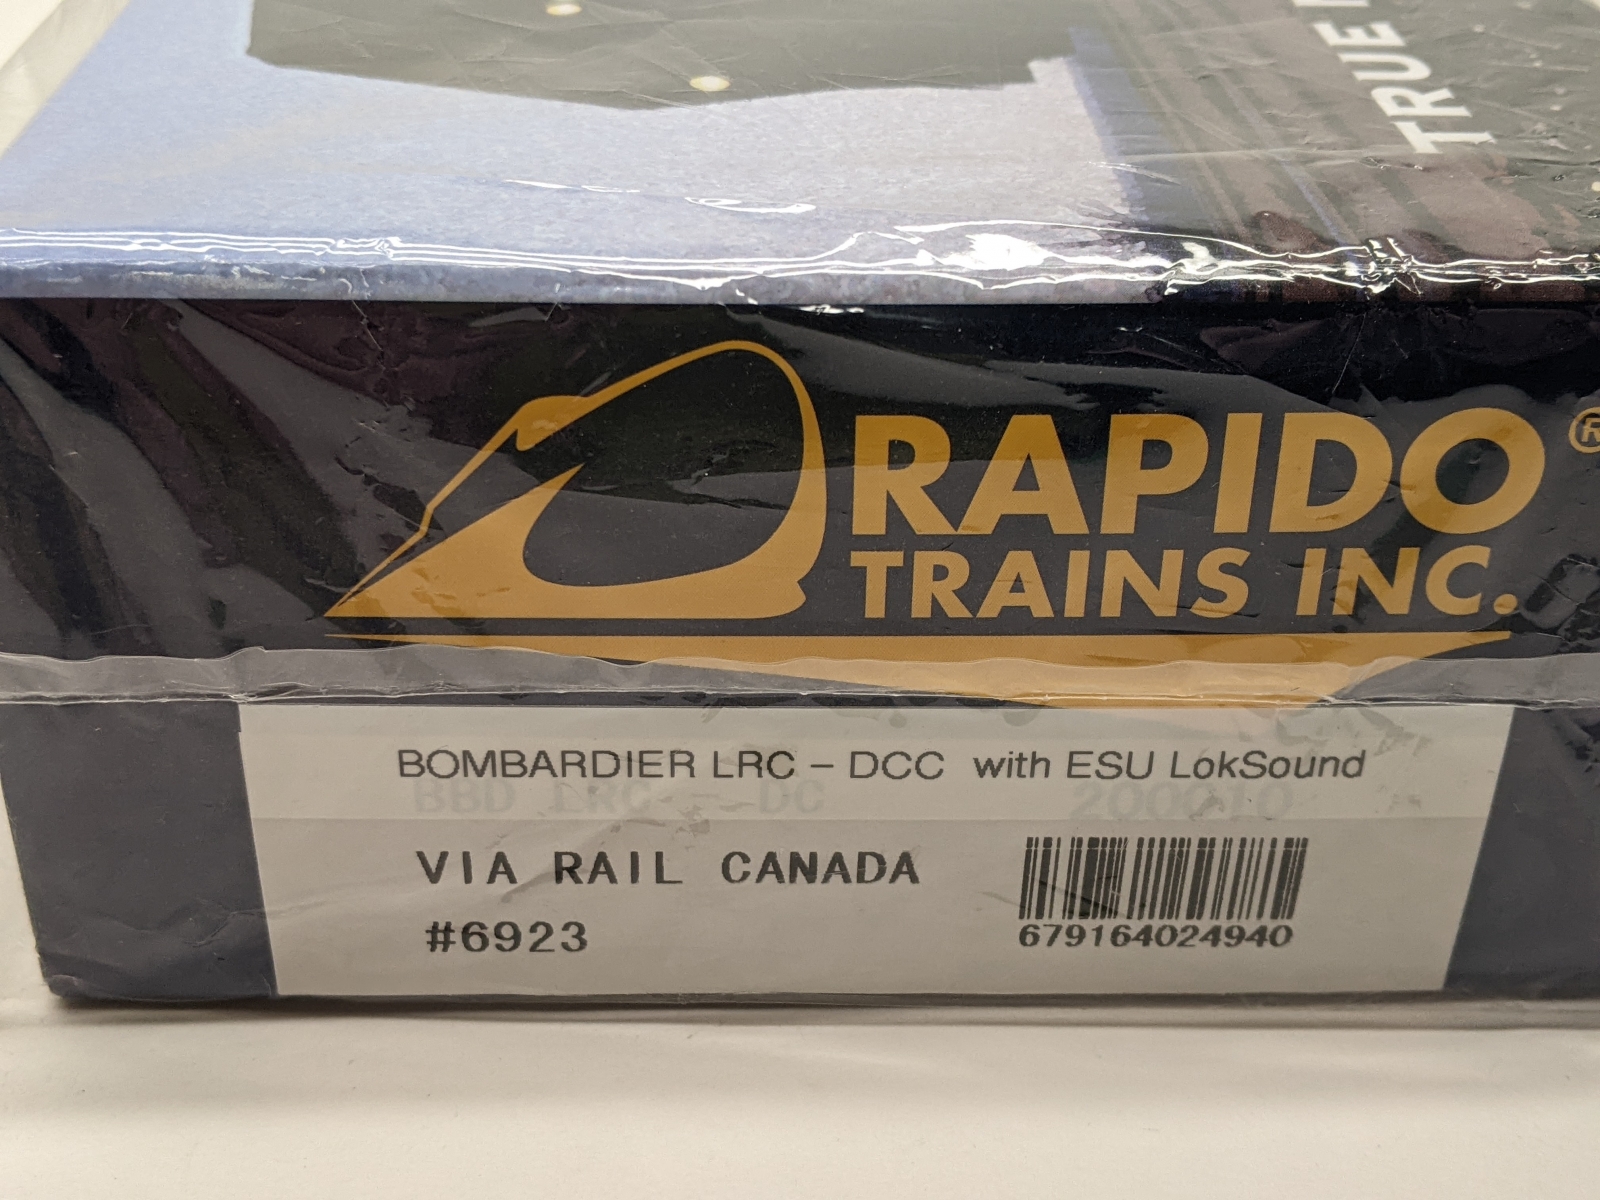 TRUE
RAPIDO®
TRAINS INC.
BOMBARDIER LRC – DCC with ESU LokSound
BBD LRC - DC 200010
VIA RAIL CANADA
#6923
679164024940